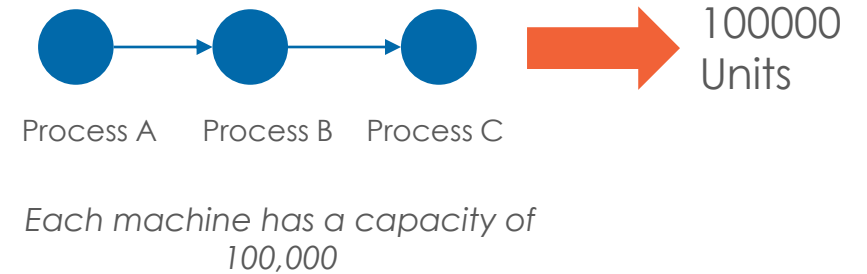 100000
Units
Process A
Process B
Process C
Each machine has a capacity of
100,000